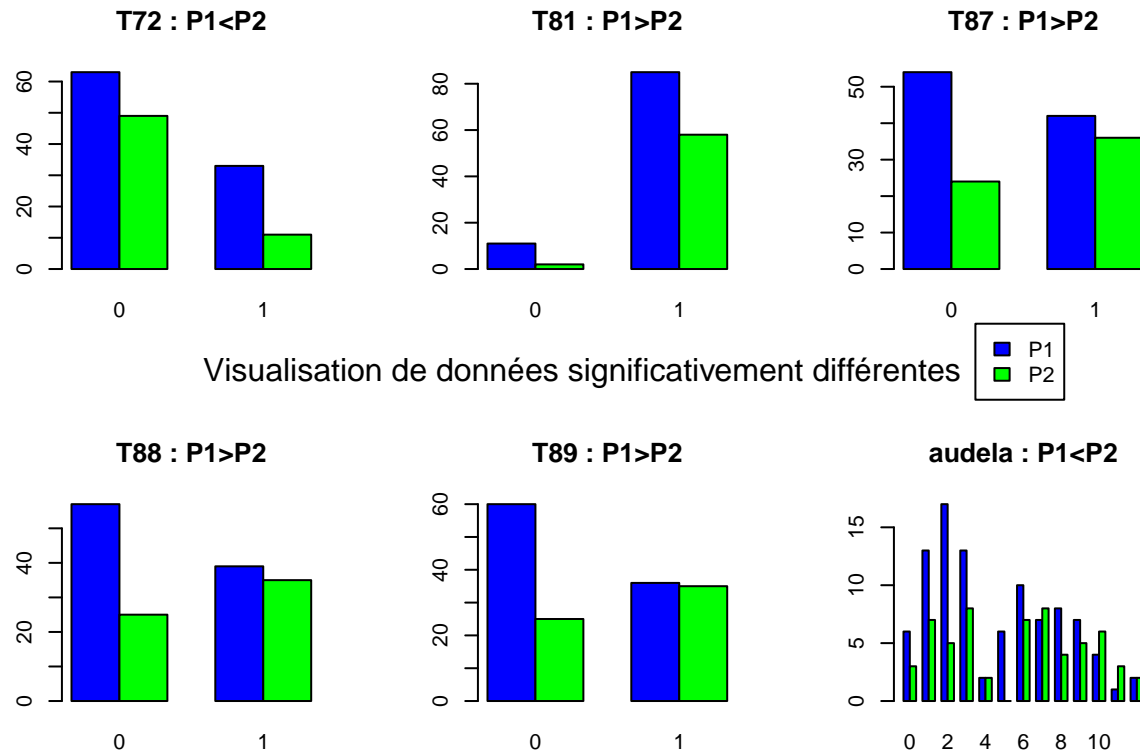 T72 : P1<P2
0 20 40 60
0 1
T81 : P1>P2
0 20 40 60 80
0 1
T87 : P1>P2
0 10 30 50
0 1
Visualisation de données significativement différentes
P1
P2
T88 : P1>P2
0 20 40
0 1
T89 : P1>P2
0 20 40 60
0 1
audela : P1<P2
0 5 10 15
0 2 4 6 8 10